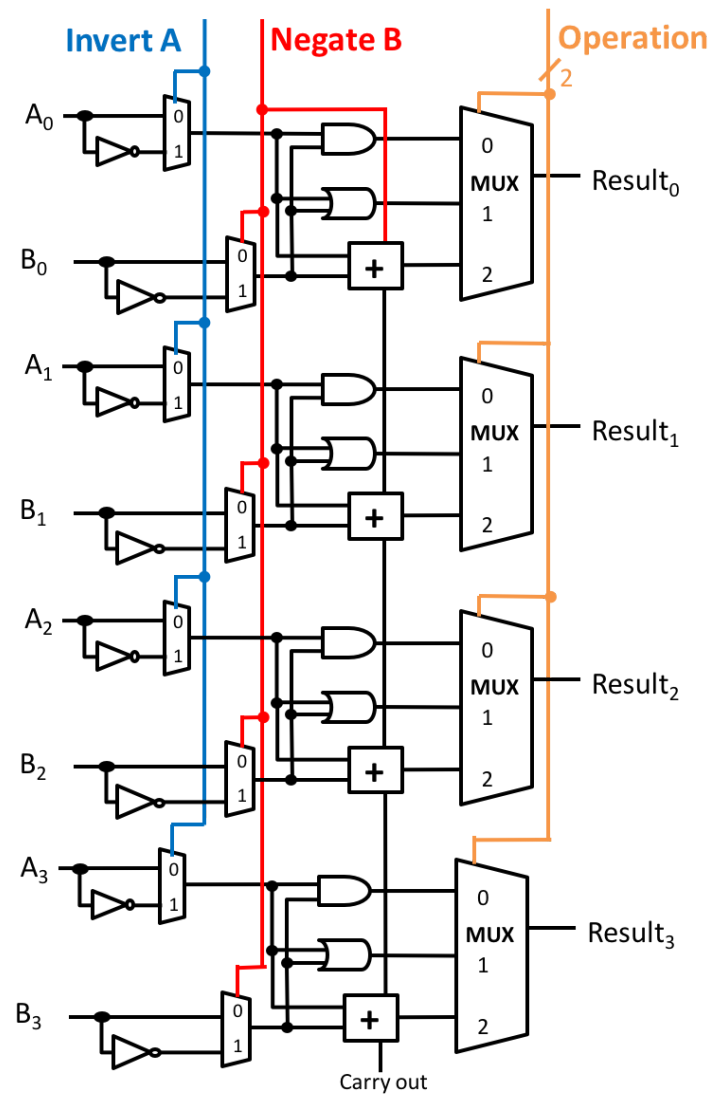 Invert A Negate B Operation
2
A₀ 0
1
0
MUX Result₀
1
B₀ 0
1
+ 2
A₁ 0
1
0
MUX Result₁
1
B₁ 0
1
+ 2
A₂ 0
1
0
MUX Result₂
1
B₂ 0
1
+ 2
A₃ 0
1
0
MUX Result₃
1
B₃ 0
1
+ 2
Carry out